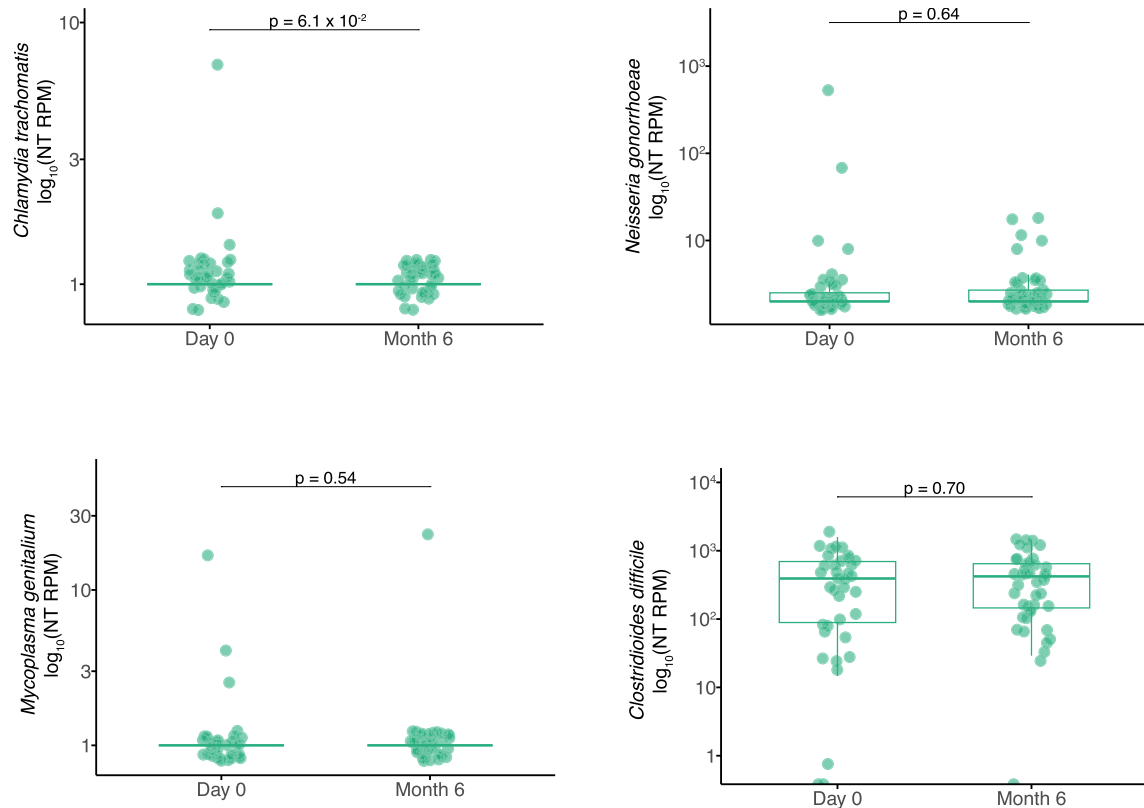 Chlamydia trachomatis
log₁₀(NT RPM)
10
3
1
p = 6.1 x 10⁻²
Day 0
Month 6
Neisseria gonorrhoeae
log₁₀(NT RPM)
10³
10²
10
p = 0.64
Day 0
Month 6
Mycoplasma genitalium
log₁₀(NT RPM)
30
10
3
1
p = 0.54
Day 0
Month 6
Clostridioides difficile
log₁₀(NT RPM)
10⁴
10³
10²
10
1
p = 0.70
Day 0
Month 6